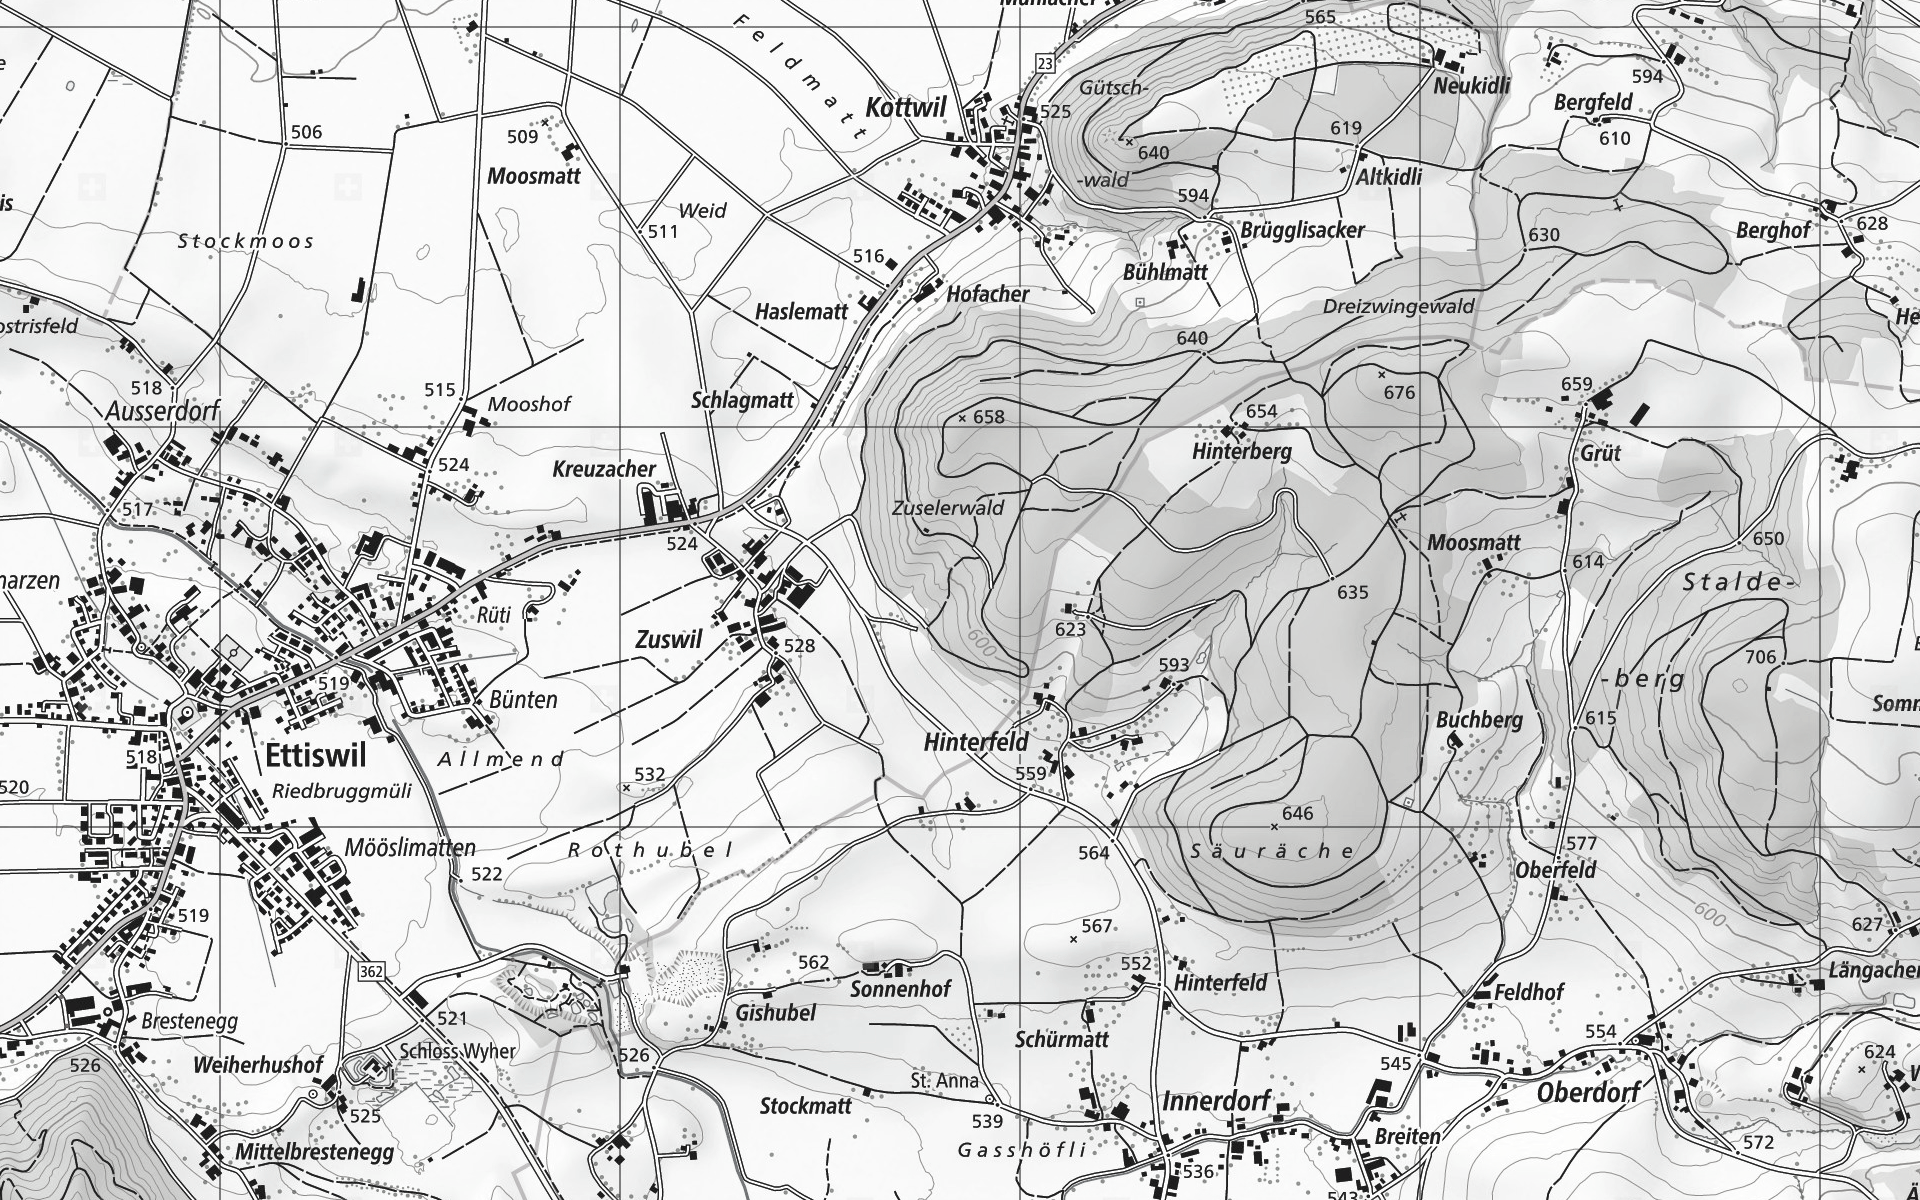 565
Feldmatt
23
Gütsch-
Neukidli
594
Kottwil
525
Bergfeld
506
509
619
610
640
Moosmatt
-wald
Altkidli
594
is
Weid
Stockmoos
511
Brügglisacker
630
Berghof
628
516
Bühlmatt
Hofacher
Haslematt
Dreizwingewald
He
ostrisfeld
640
518
515
676
659
Ausserdorf
Mooshof
Schlagmatt
658
654
Hinterberg
Grüt
524
Kreuzacher
517
Zuselerwald
524
Moosmatt
650
614
narzen
635
Stalde-
Rüti
623
Zuswil
528
600
593
706
519
-berg
Bünten
615
Buchberg
Somm
Ettiswil
Hinterfeld
518
Allmend
532
559
520
Riedbruggmüli
646
Mööslimatten
Rothubel
564
Säuräche
577
Oberfeld
522
519
567
600
627
362
562
552
Sonnenhof
Hinterfeld
Längacher
Feldhof
Gishubel
Brestenegg
521
Schürmatt
554
Schloss Wyher
526
545
624
526
Weiherhushof
St. Anna
Oberdorf
W
Stockmatt
Innerdorf
525
539
Breiten
572
Mittelbrestenegg
Gasshöfli
536
543